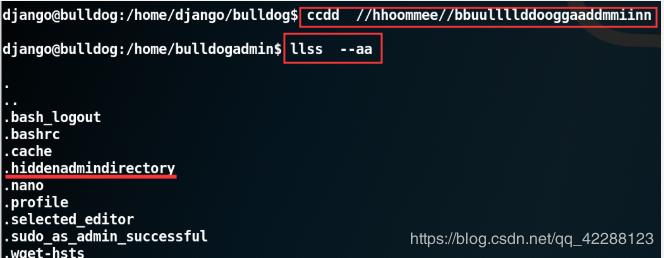 django@bulldog:/home/django/bulldog$ ccdd  //hhoommee//bbuullllddooggaaddmmiinn
django@bulldog:/home/bulldogadmin$ llss  --aa
.
..
.bash_logout
.bashrc
.cache
.hiddenadmindirectory
.nano
.profile
.selected_editor
.sudo_as_admin_successful
.wget-hsts
https://blog.csdn.net/qq_42288123